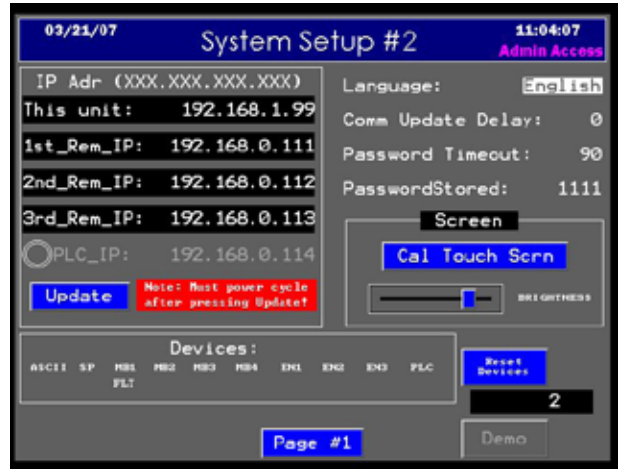 03/21/07
System Setup #2
11:04:07
Admin Access
IP Adr (XXX.XXX.XXX.XXX)
This unit: 192.168.1.99
1st_Rem_IP: 192.168.0.111
2nd_Rem_IP: 192.168.0.112
3rd_Rem_IP: 192.168.0.113
PLC_IP: 192.168.0.114
Update
Note: Must power cycle
after pressing Update!
Language: English
Comm Update Delay: 0
Password Timeout: 90
PasswordStored: 1111
Screen
Cal Touch Scrn
BRIGHTNESS
Devices:
ASCII SP MB1 MB2 MB3 MB4 EN1 EN2 EN3 PLC
FLT
Reset
Devices
2
Page #1
Demo